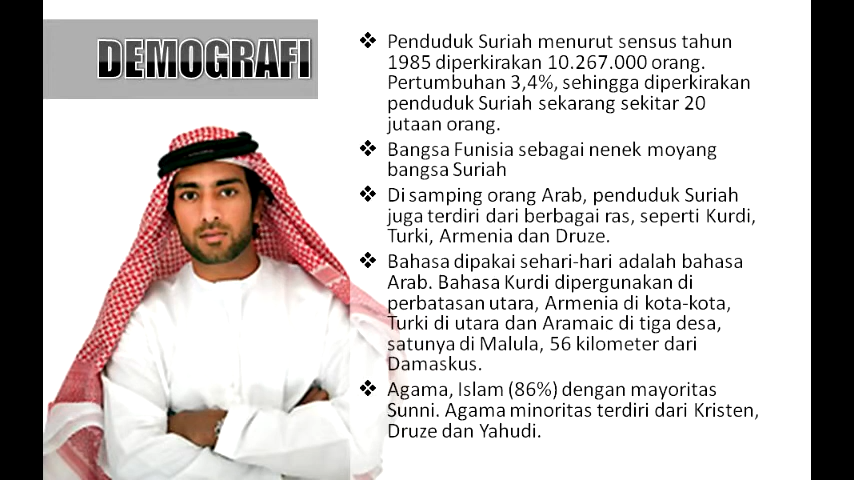 DEMOGRAFI
❖ Penduduk Suriah menurut sensus tahun
1985 diperkirakan 10.267.000 orang.
Pertumbuhan 3,4%, sehingga diperkirakan
penduduk Suriah sekarang sekitar 20
jutaan orang.
❖ Bangsa Funisia sebagai nenek moyang
bangsa Suriah
❖ Di samping orang Arab, penduduk Suriah
juga terdiri dari berbagai ras, seperti Kurdi,
Turki, Armenia dan Druze.
❖ Bahasa dipakai sehari-hari adalah bahasa
Arab. Bahasa Kurdi dipergunakan di
perbatasan utara, Armenia di kota-kota,
Turki di utara dan Aramaic di tiga desa,
satunya di Malula, 56 kilometer dari
Damaskus.
❖ Agama, Islam (86%) dengan mayoritas
Sunni. Agama minoritas terdiri dari Kristen,
Druze dan Yahudi.